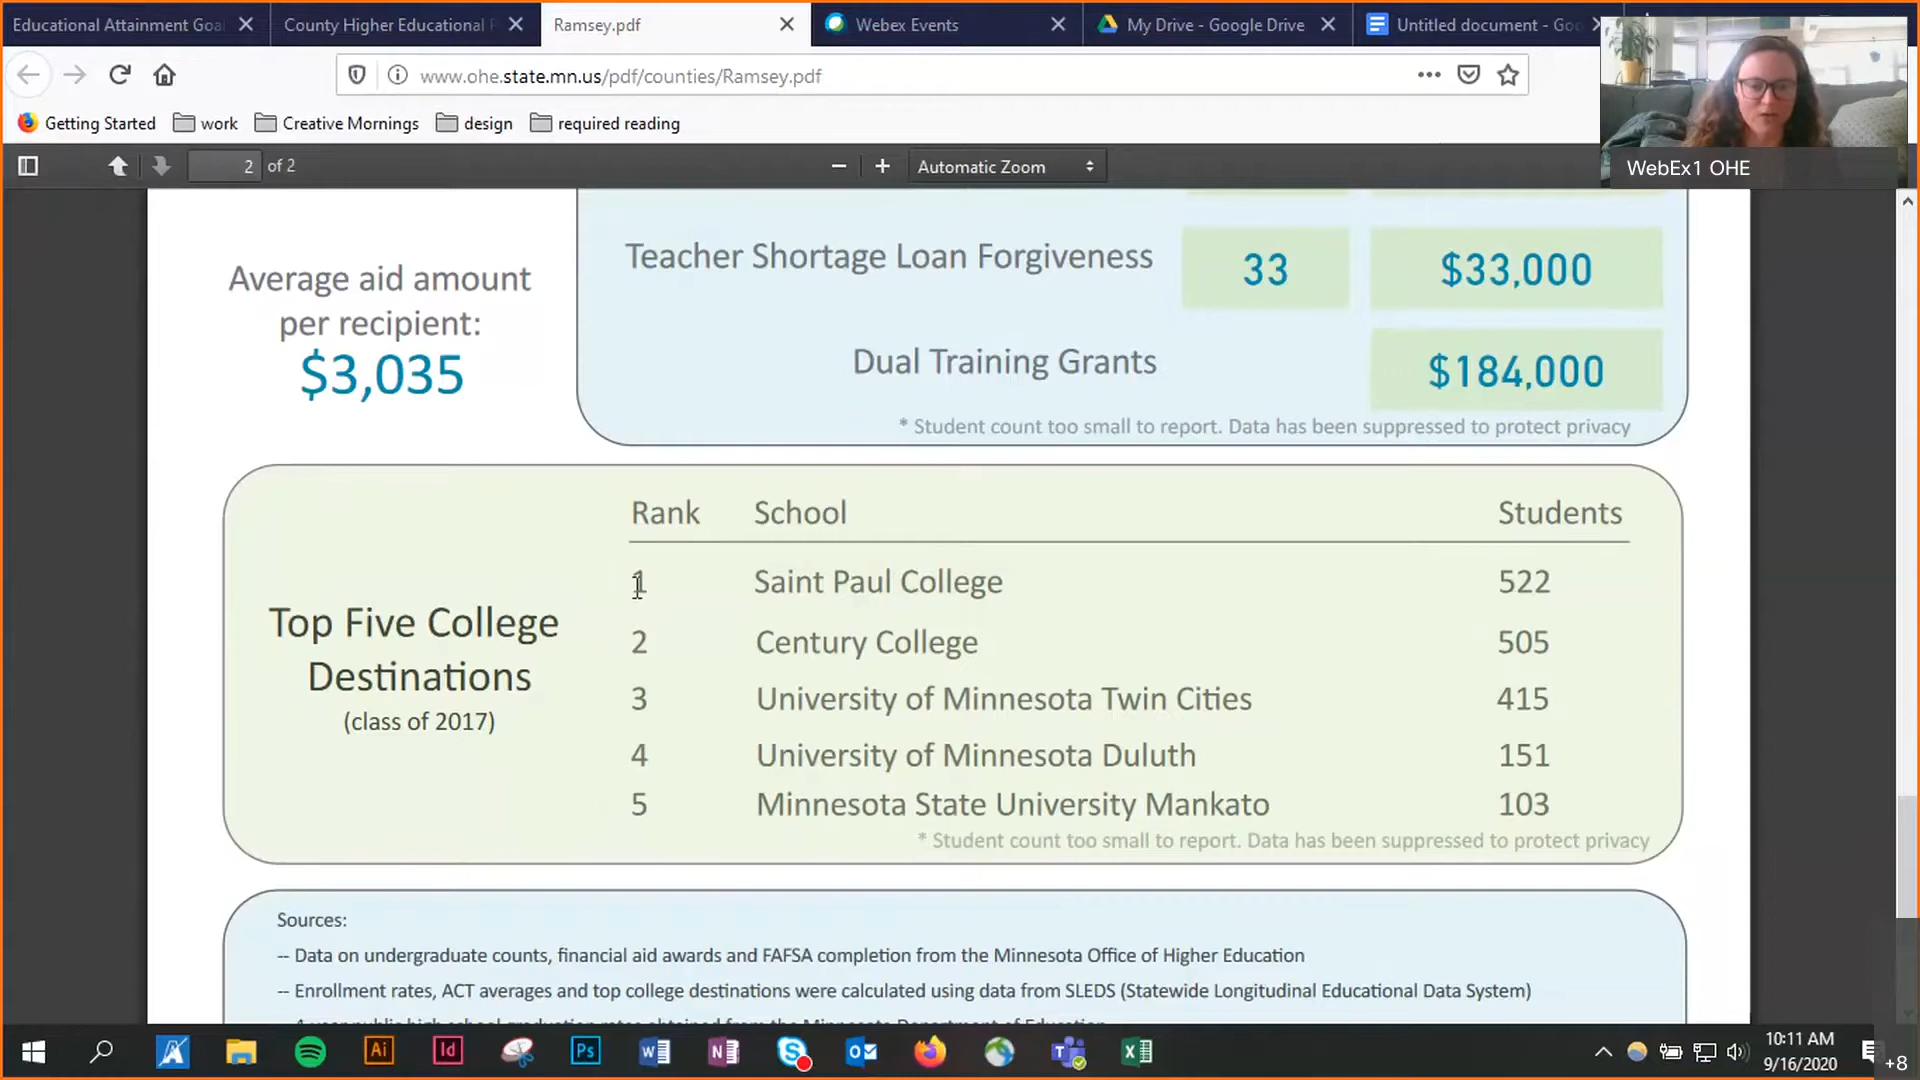 Educational Attainment Goal
County Higher Educational
Ramsey.pdf
Webex Events
My Drive - Google Drive
Untitled document - Goo
www.ohe.state.mn.us/pdf/counties/Ramsey.pdf
Getting Started
work
Creative Mornings
design
required reading
WebEx1 OHE
2 of 2
Automatic Zoom
Average aid amount
per recipient:
$3,035
Teacher Shortage Loan Forgiveness 33 $33,000
Dual Training Grants $184,000
* Student count too small to report. Data has been suppressed to protect privacy
Top Five College
Destinations
(class of 2017)
Rank School Students
1 Saint Paul College 522
2 Century College 505
3 University of Minnesota Twin Cities 415
4 University of Minnesota Duluth 151
5 Minnesota State University Mankato 103
* Student count too small to report. Data has been suppressed to protect privacy
Sources:
-- Data on undergraduate counts, financial aid awards and FAFSA completion from the Minnesota Office of Higher Education
-- Enrollment rates, ACT averages and top college destinations were calculated using data from SLEDS (Statewide Longitudinal Educational Data System)
Ai
Id
Ps
10:11 AM
9/16/2020
+8